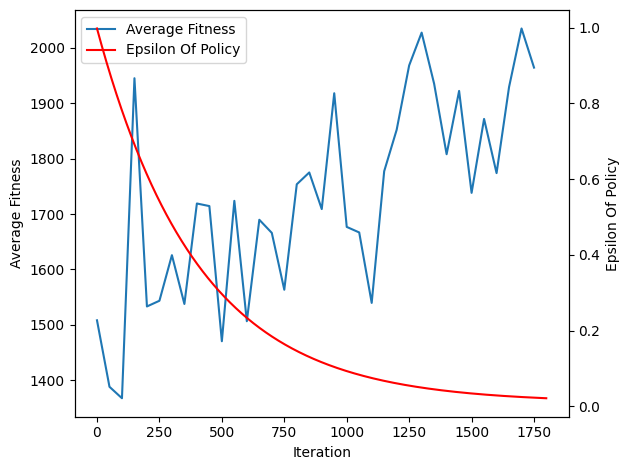 Average Fitness
Epsilon Of Policy
2000
1900
1800
1700
1600
1500
1400
Average Fitness
1.0
0.8
0.6
0.4
0.2
0.0
Epsilon Of Policy
0 250 500 750 1000 1250 1500 1750
Iteration